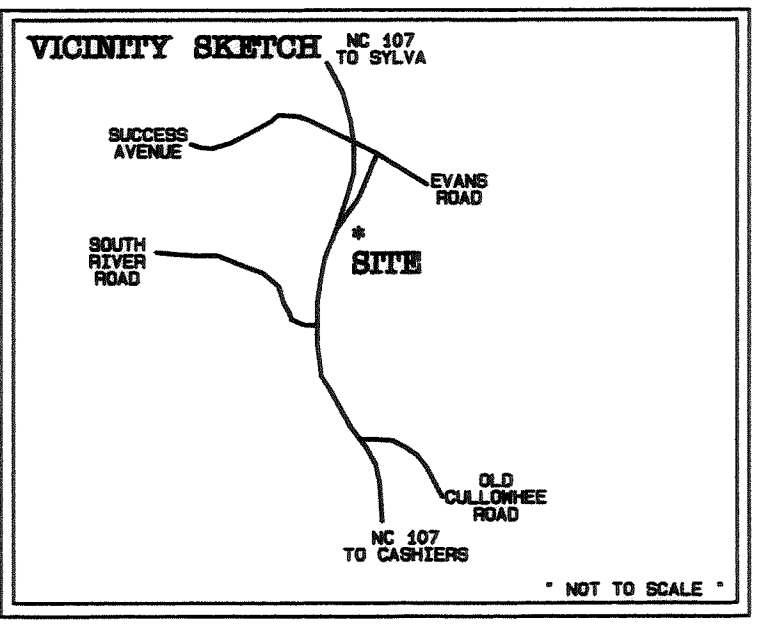 VICINITY SKETCH
NC 107
TO SYLVA
SUCCESS
AVENUE
EVANS
ROAD
*
SITE
SOUTH
RIVER
ROAD
OLD
CULLOWHEE
ROAD
NC 107
TO CASHIERS
" NOT TO SCALE "